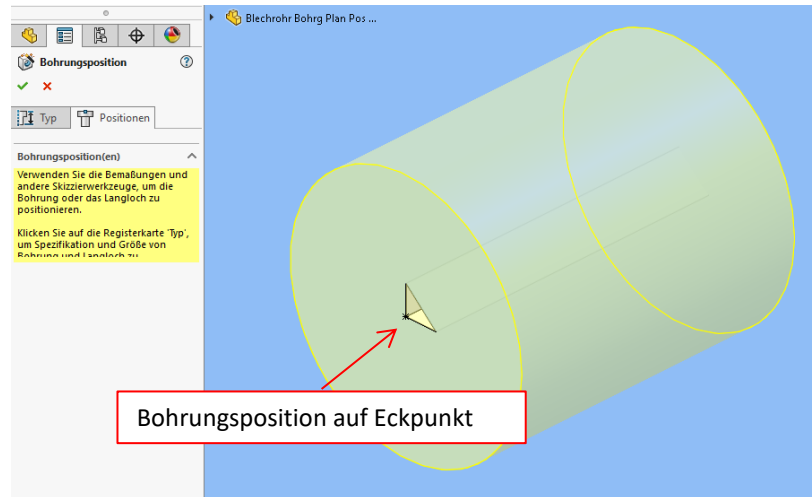 Blechrohr Bohrg Plan Pos ...
Bohrungsposition
Typ
Positionen
Bohrungsposition(en)
Verwenden Sie die Bemaßungen und
andere Skizzierwerkzeuge, um die
Bohrung oder das Langloch zu
positionieren.
Klicken Sie auf die Registerkarte 'Typ',
um Spezifikation und Größe von
Bohrung und Langloch zu
Bohrungsposition auf Eckpunkt